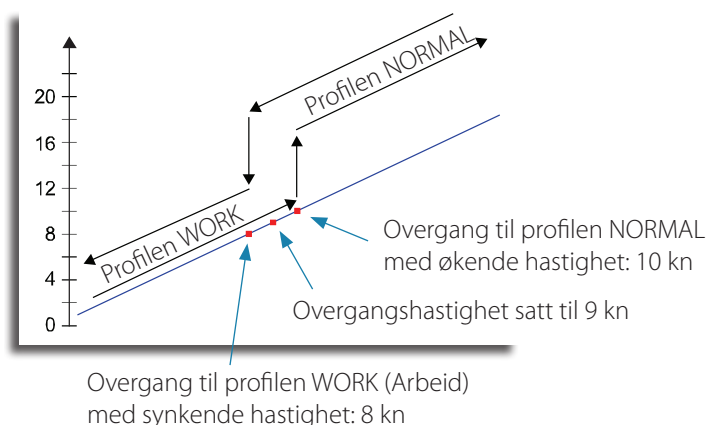 Profilen NORMAL
20
16
12
8
4
0
Profilen WORK
Overgang til profilen NORMAL
med økende hastighet: 10 kn
Overgangshastighet satt til 9 kn
Overgang til profilen WORK (Arbeid)
med synkende hastighet: 8 kn